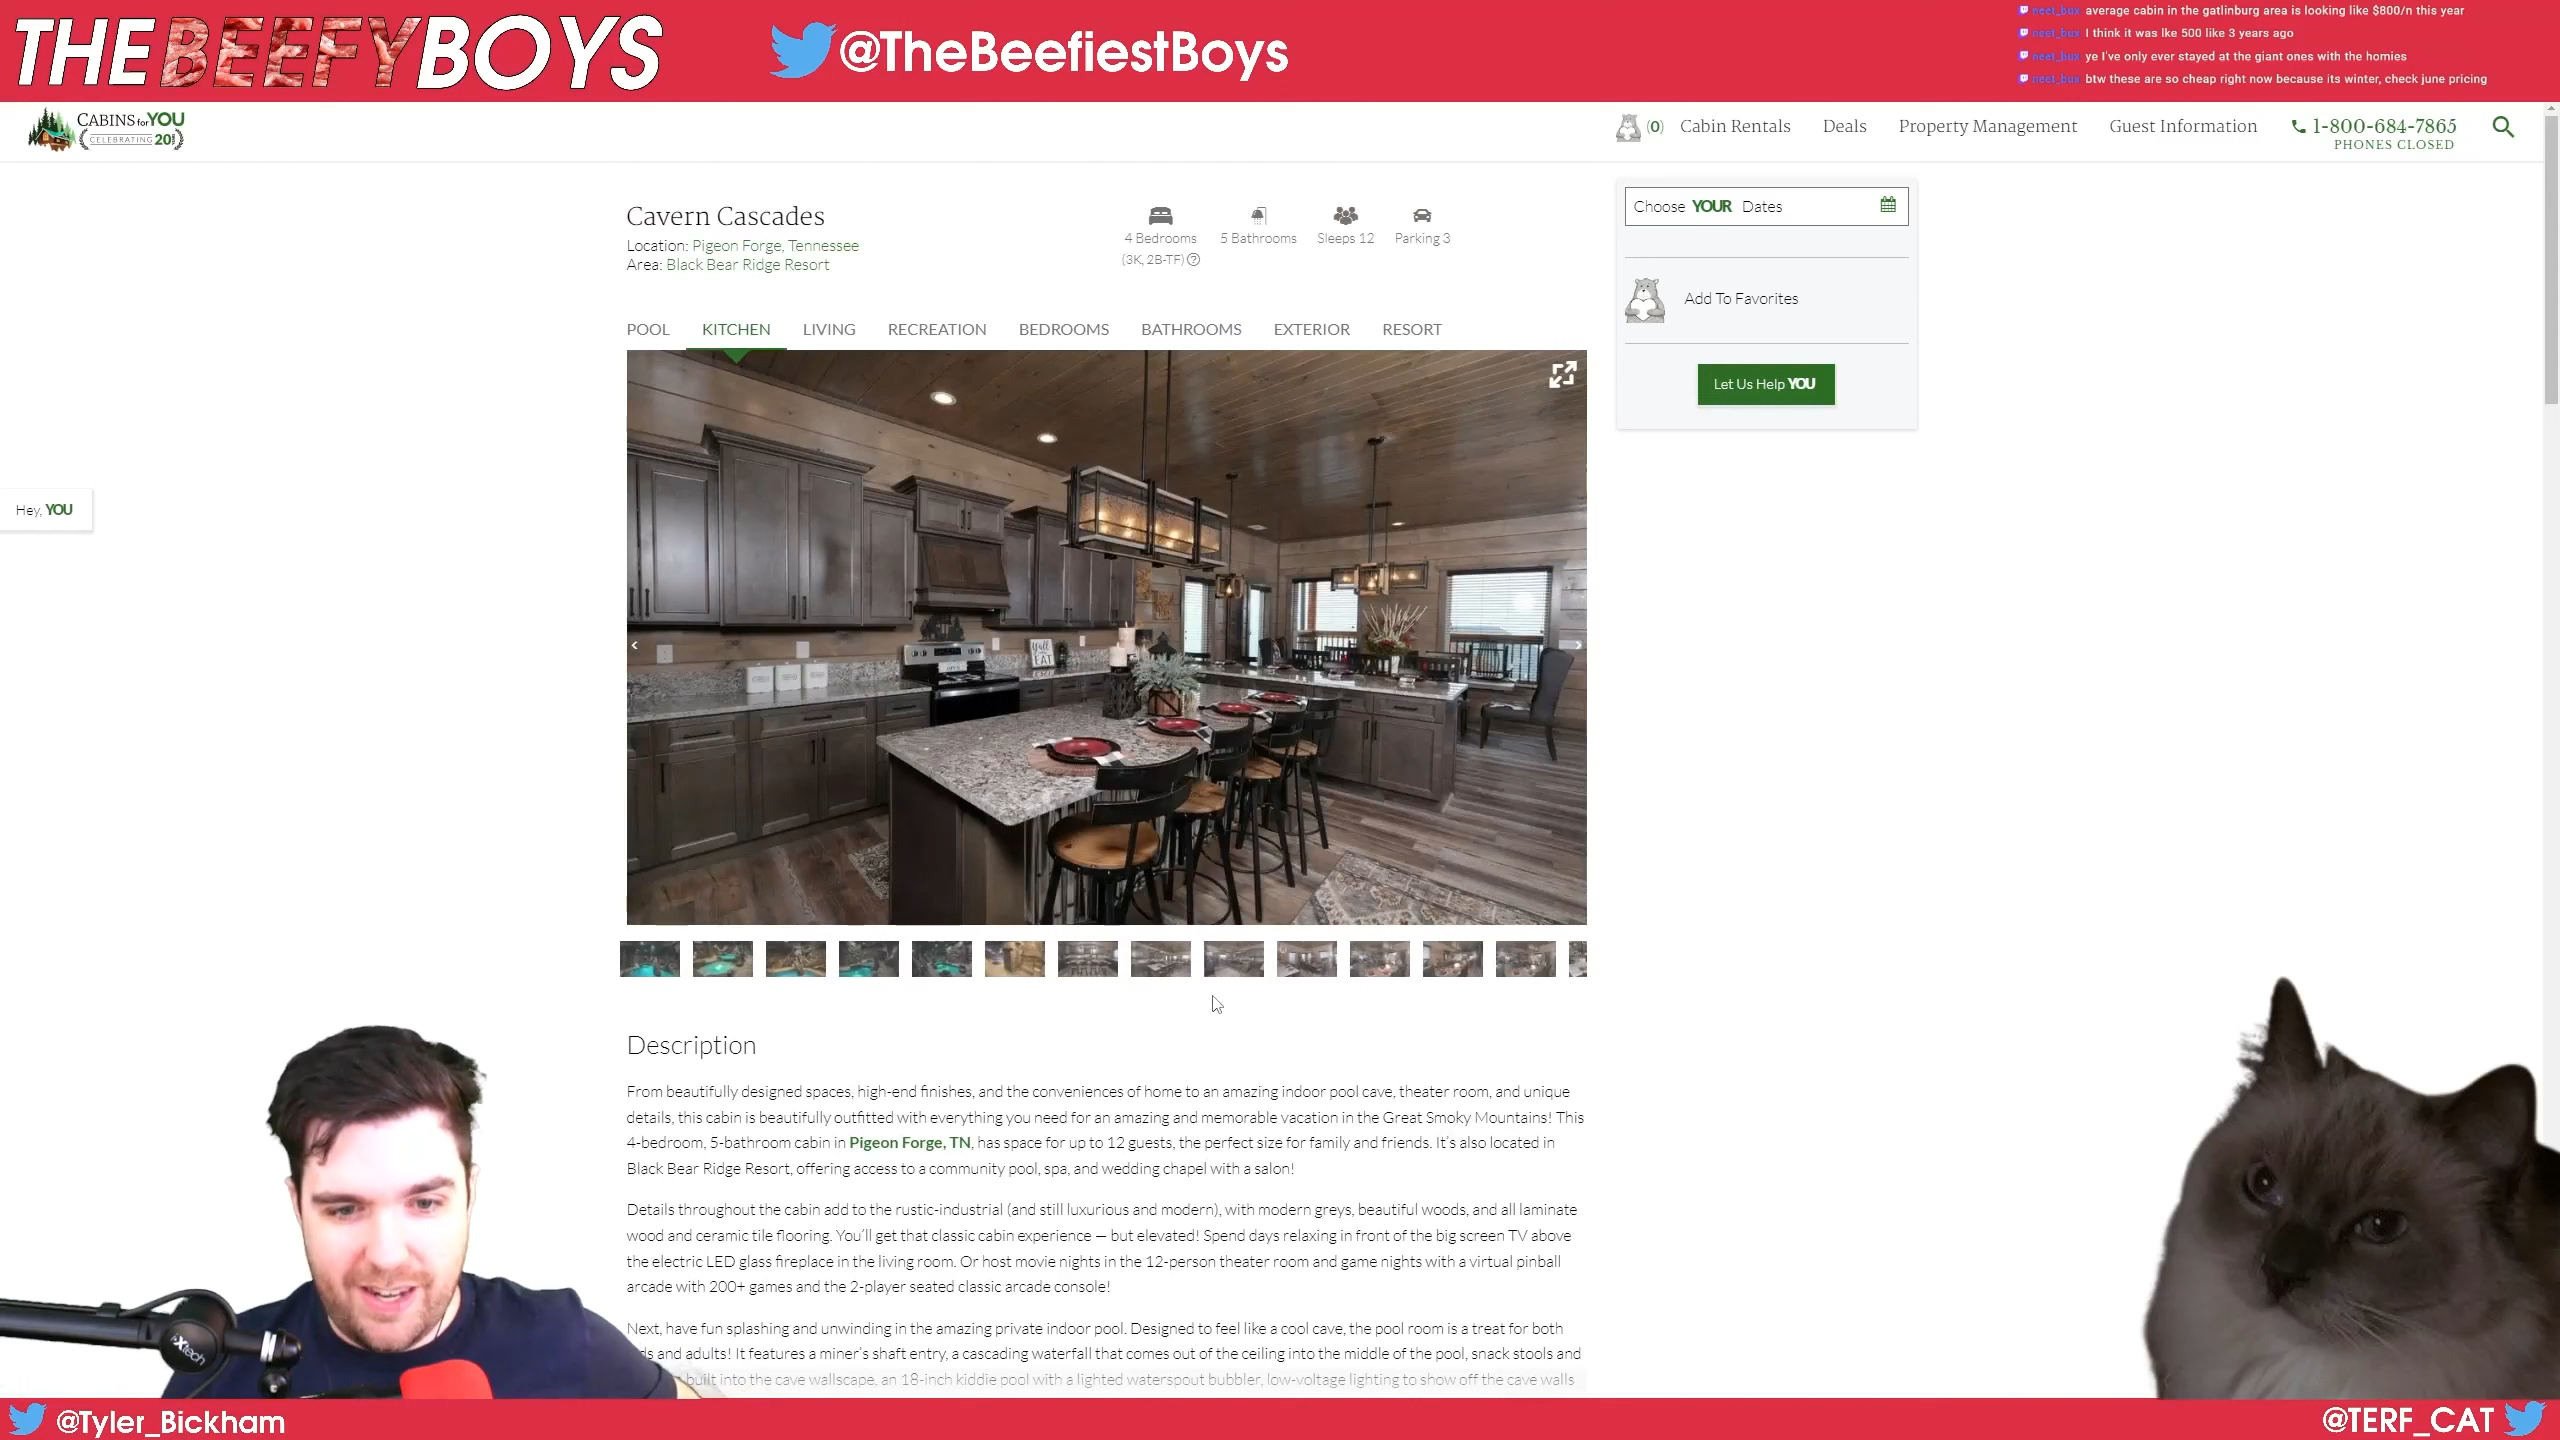 THE BEEFY BOYS
@TheBeefiestBoys
neet_bux average cabin in the gatlinburg area is looking like $800/n this year
neet_bux I think it was lke 500 like 3 years ago
neet_bux ye I've only ever stayed at the giant ones with the homies
neet_bux btw these are so cheap right now because its winter, check june pricing
CABINS for YOU
CELEBRATING 20
(0) Cabin Rentals Deals Property Management Guest Information 1-800-684-7865
PHONES CLOSED
Cavern Cascades
Location: Pigeon Forge, Tennessee
Area: Black Bear Ridge Resort
4 Bedrooms 5 Bathrooms Sleeps 12 Parking 3
(3K, 2B-TF)
Choose YOUR Dates
Add To Favorites
Let Us Help YOU
POOL KITCHEN LIVING RECREATION BEDROOMS BATHROOMS EXTERIOR RESORT
Hey, YOU
EAT
Description
From beautifully designed spaces, high-end finishes, and the conveniences of home to an amazing indoor pool cave, theater room, and unique
details, this cabin is beautifully outfitted with everything you need for an amazing and memorable vacation in the Great Smoky Mountains! This
4-bedroom, 5-bathroom cabin in Pigeon Forge, TN, has space for up to 12 guests, the perfect size for family and friends. It's also located in
Black Bear Ridge Resort, offering access to a community pool, spa, and wedding chapel with a salon!
Details throughout the cabin add to the rustic-industrial (and still luxurious and modern), with modern greys, beautiful woods, and all laminate
wood and ceramic tile flooring. You'll get that classic cabin experience — but elevated! Spend days relaxing in front of the big screen TV above
the electric LED glass fireplace in the living room. Or host movie nights in the 12-person theater room and game nights with a virtual pinball
arcade with 200+ games and the 2-player seated classic arcade console!
Next, have fun splashing and unwinding in the amazing private indoor pool. Designed to feel like a cool cave, the pool room is a treat for both
ds and adults! It features a miner's shaft entry, a cascading waterfall that comes out of the ceiling into the middle of the pool, snack stools and
built into the cave wallscape, an 18-inch kiddie pool with a lighted waterspout bubbler, low-voltage lighting to show off the cave walls
@Tyler_Bickham
@TERF_CAT